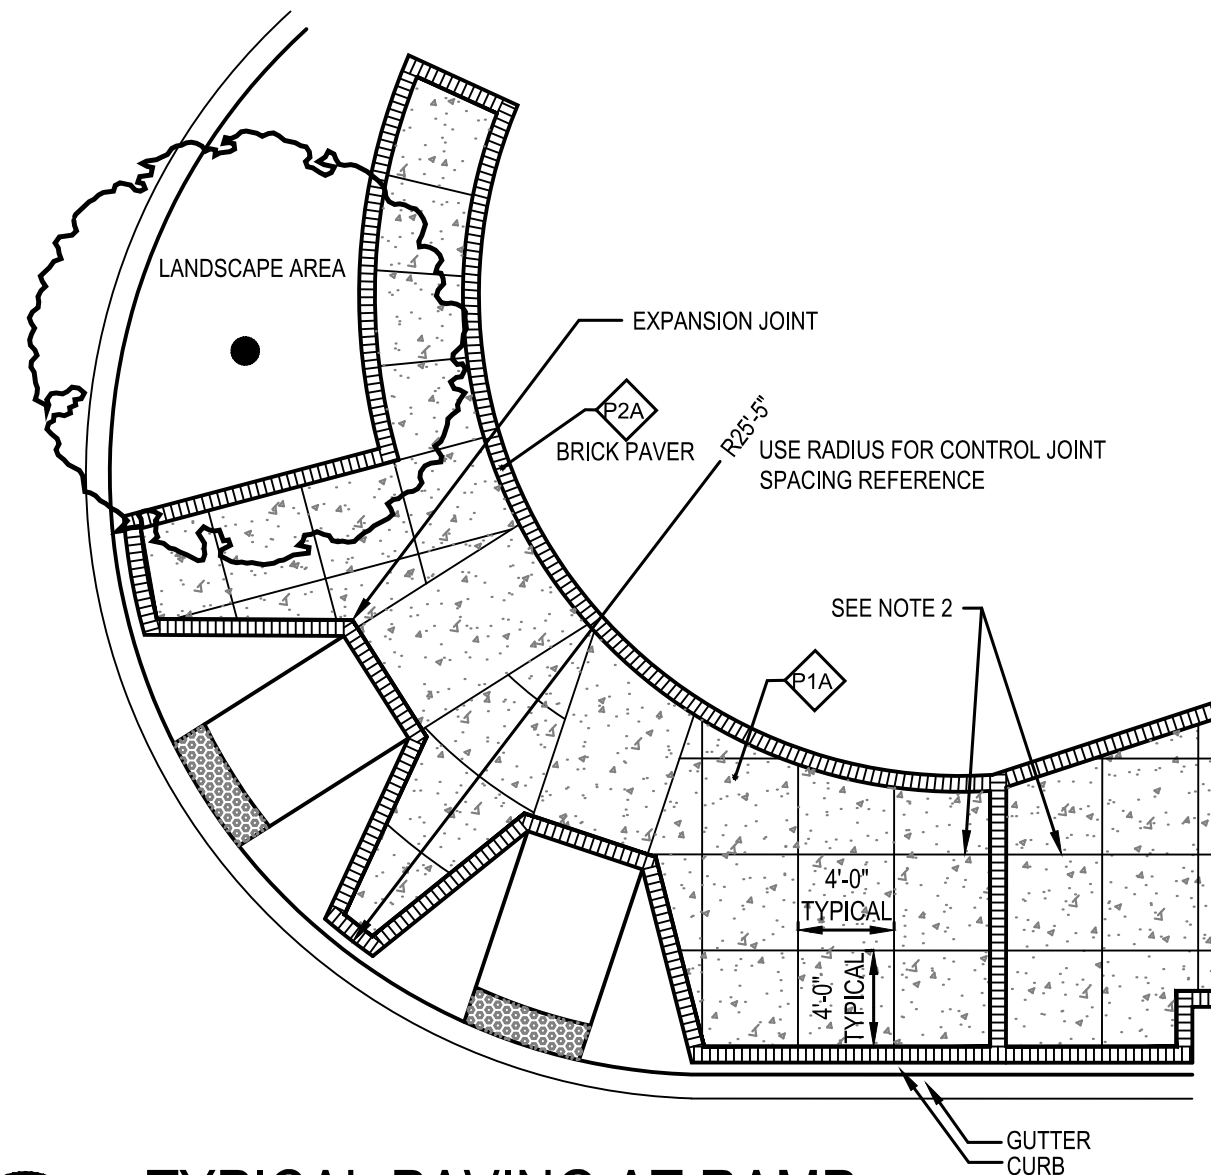 LANDSCAPE AREA
EXPANSION JOINT
P2A
BRICK PAVER
R25'-5"
USE RADIUS FOR CONTROL JOINT
SPACING REFERENCE
SEE NOTE 2
P1A
4'-0"
TYPICAL
4'-0"
TYPICAL
GUTTER
CURB
TYPICAL PAVING AT RAMP